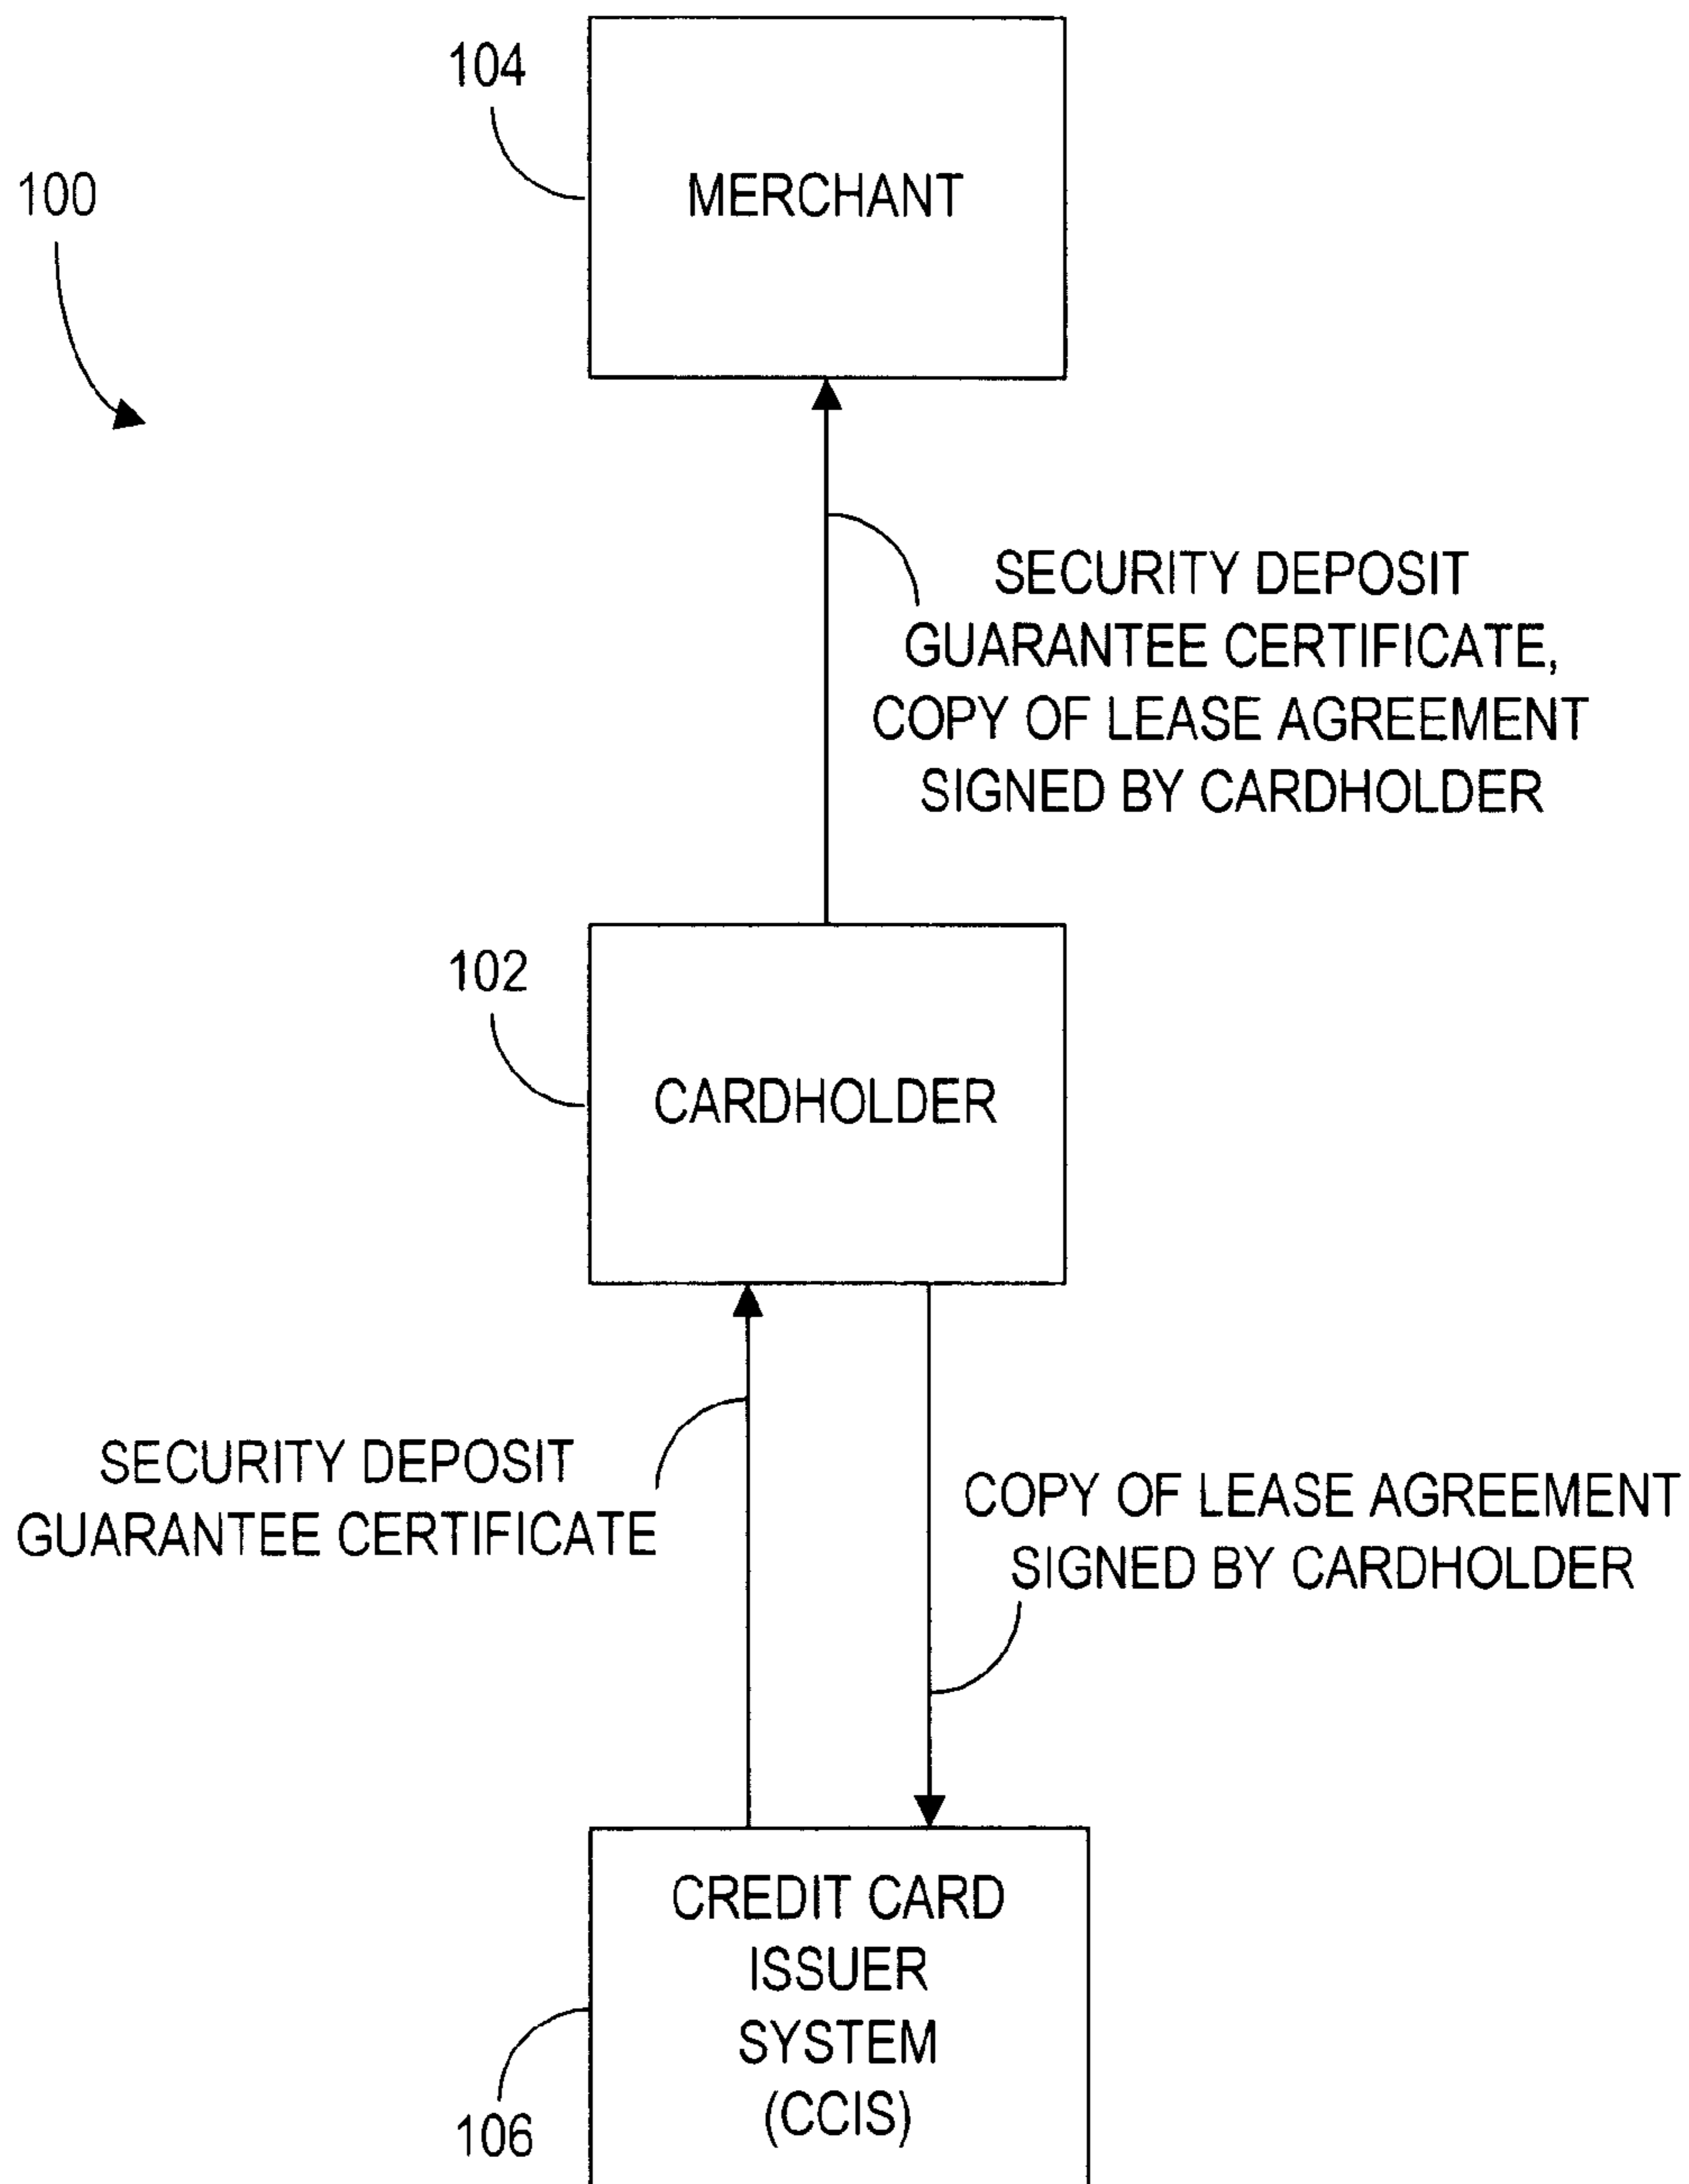 104
MERCHANT
100
SECURITY DEPOSIT
GUARANTEE CERTIFICATE,
COPY OF LEASE AGREEMENT
SIGNED BY CARDHOLDER
102
CARDHOLDER
SECURITY DEPOSIT
GUARANTEE CERTIFICATE
COPY OF LEASE AGREEMENT
SIGNED BY CARDHOLDER
CREDIT CARD
ISSUER
SYSTEM
(CCIS)
106